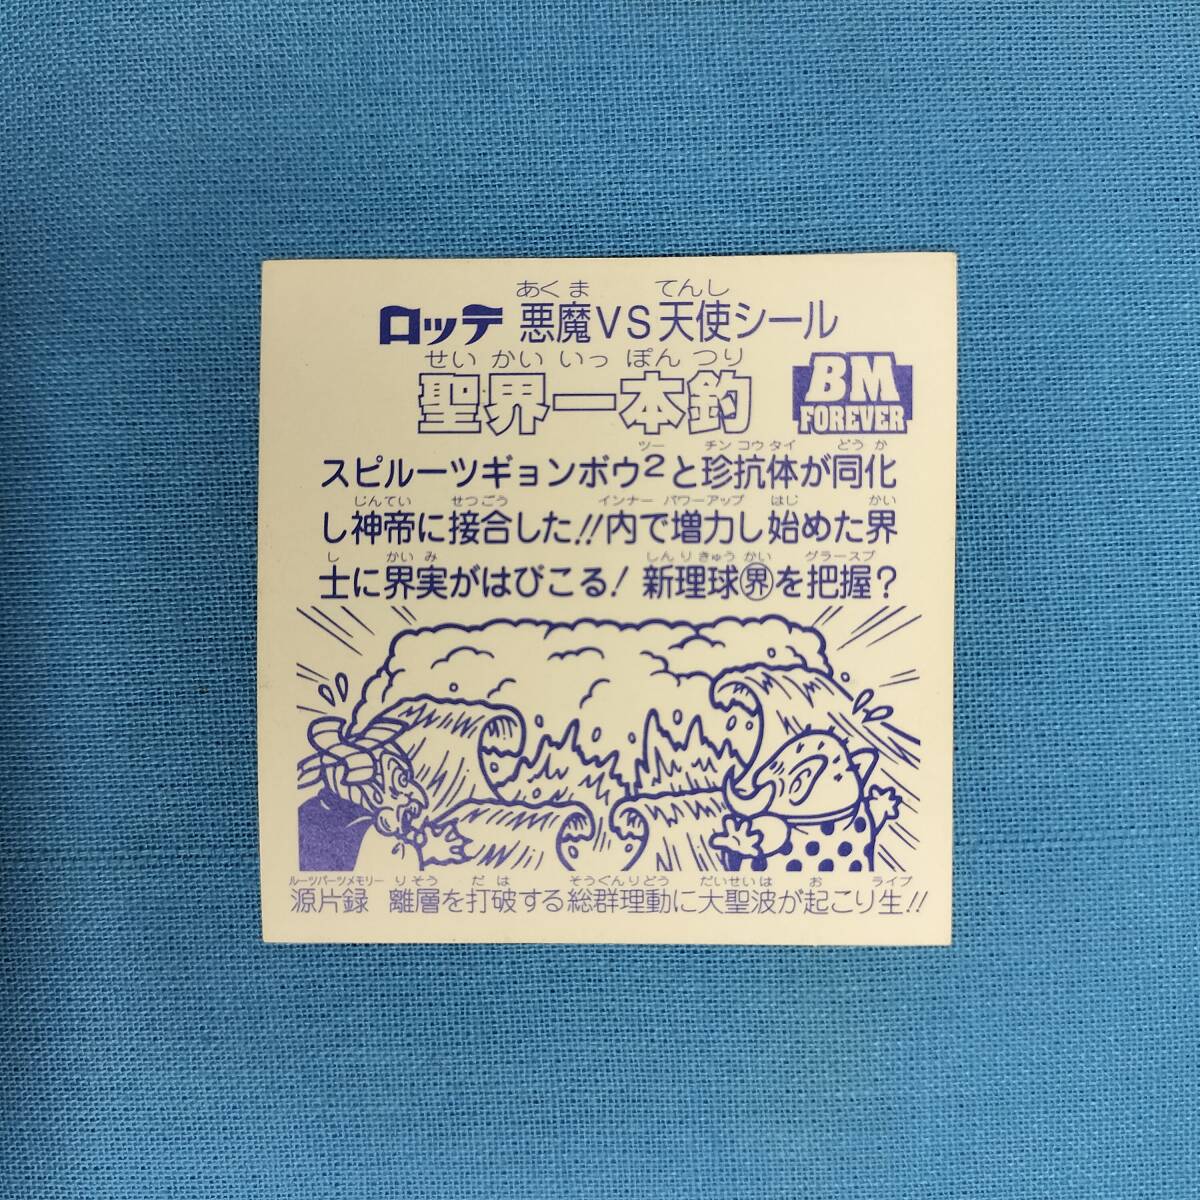 あくま てんし
ロッテ 悪魔VS天使シール
せい かい いっ ぽん つり
聖界一本釣
BM
FOREVER
ツー チン コウ タイ どう か
スピルーツギョンボウ2と珍抗体が同化
じんてい せつごう インナー パワーアップ はじ かい
し神帝に接合した!!内で増力し始めた界
し かい み しん り きゅう かい グラースプ
士に界実がはびこる!新理球㊩を把握?
ルーツパーツメモリー りそう だ は そうぐんりどう だいせいは お ライブ
源片録 離層を打破する総群理動に大聖波が起こり生!!